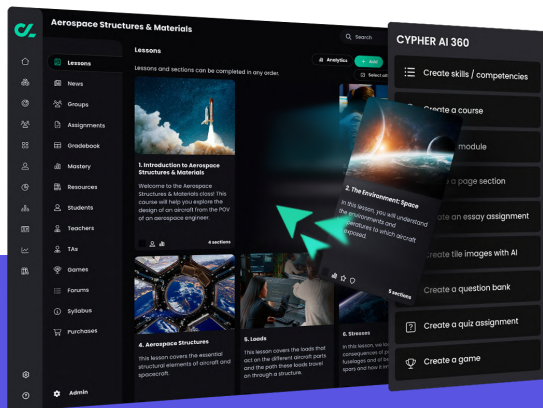 Aerospace Structures & Materials
Search
Lessons
News
Groups
Assignments
Gradebook
Mastery
Resources
Students
Teachers
TAs
Games
Forums
Syllabus
Purchases
Admin
Lessons
Analytics
+ Add
Lessons and sections can be completed in any order.
Select all
1. Introduction to Aerospace
Structures & Materials
Welcome to the Aerospace
Structures & Materials class! This
course will help you explore the
design of an aircraft from the POV
of an aerospace engineer.
4 sections
2. The Environment: Space
In this lesson, you will understand
the environments and
temperatures to which aircraft
exposed.
5 sections
4. Aerospace Structures
This lesson covers the essential
structural elements of aircraft and
spacecraft.
5. Loads
This lesson covers the loads that
act on the different aircraft parts
and the path these loads travel
on through a structure.
6. Stresses
In this lesson, we
consequences of
fuselages and
spars and how
CYPHER AI 360
Create skills / competencies
Create a course
module
a page section
an essay assignment
Create tile images with AI
Create a question bank
Create a quiz assignment
Create a game